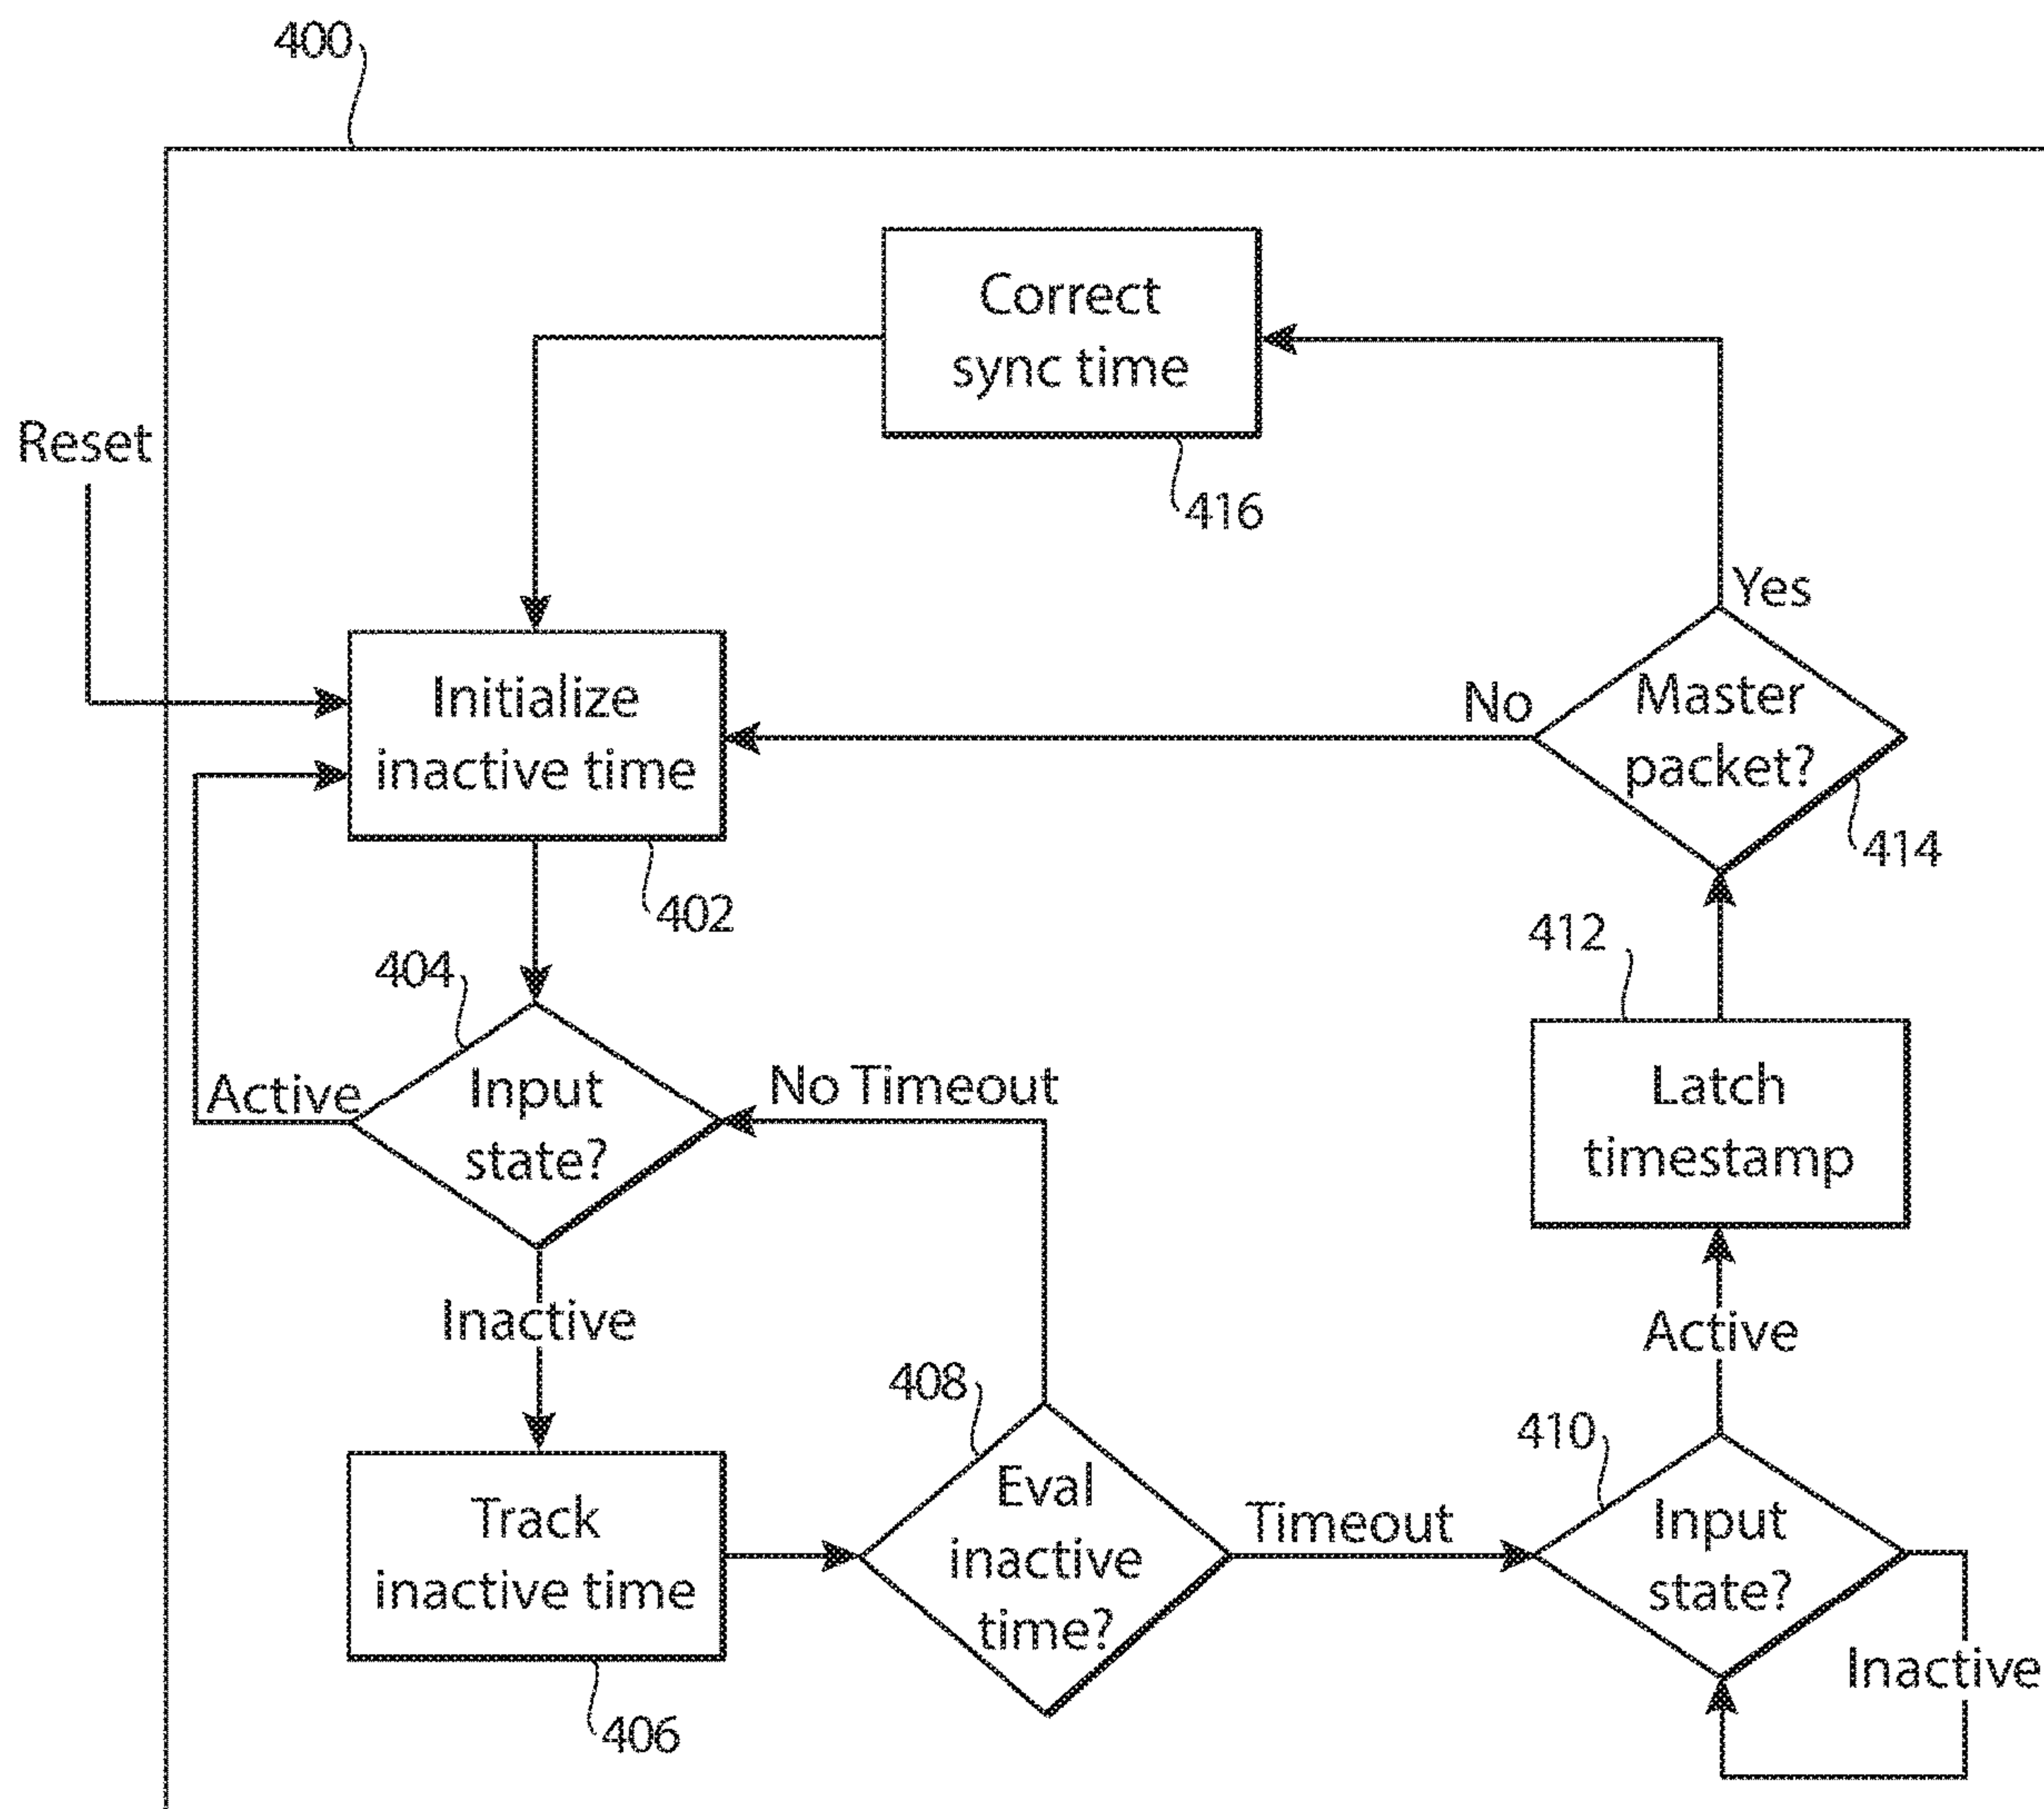 400
Correct
sync time
416
Reset
Yes
Initialize
inactive time
No
Master
packet?
414
402
412
404
Active
Input
state?
No Timeout
Latch
timestamp
Inactive
Active
408
410
Track
inactive time
Eval
inactive
time?
Timeout
Input
state?
Inactive
406